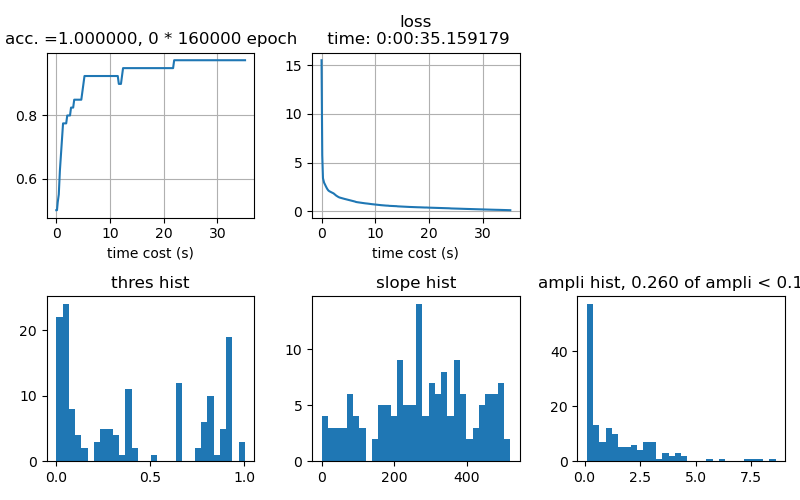 acc. =1.000000, 0 * 160000 epoch
0.8
0.6
0 10 20 30
time cost (s)
loss
time: 0:00:35.159179
15
10
5
0
0 10 20 30
time cost (s)
thres hist
20
10
0
0.0 0.5 1.0
slope hist
10
5
0
0 200 400
ampli hist, 0.260 of ampli < 0.1
40
20
0
0.0 2.5 5.0 7.5